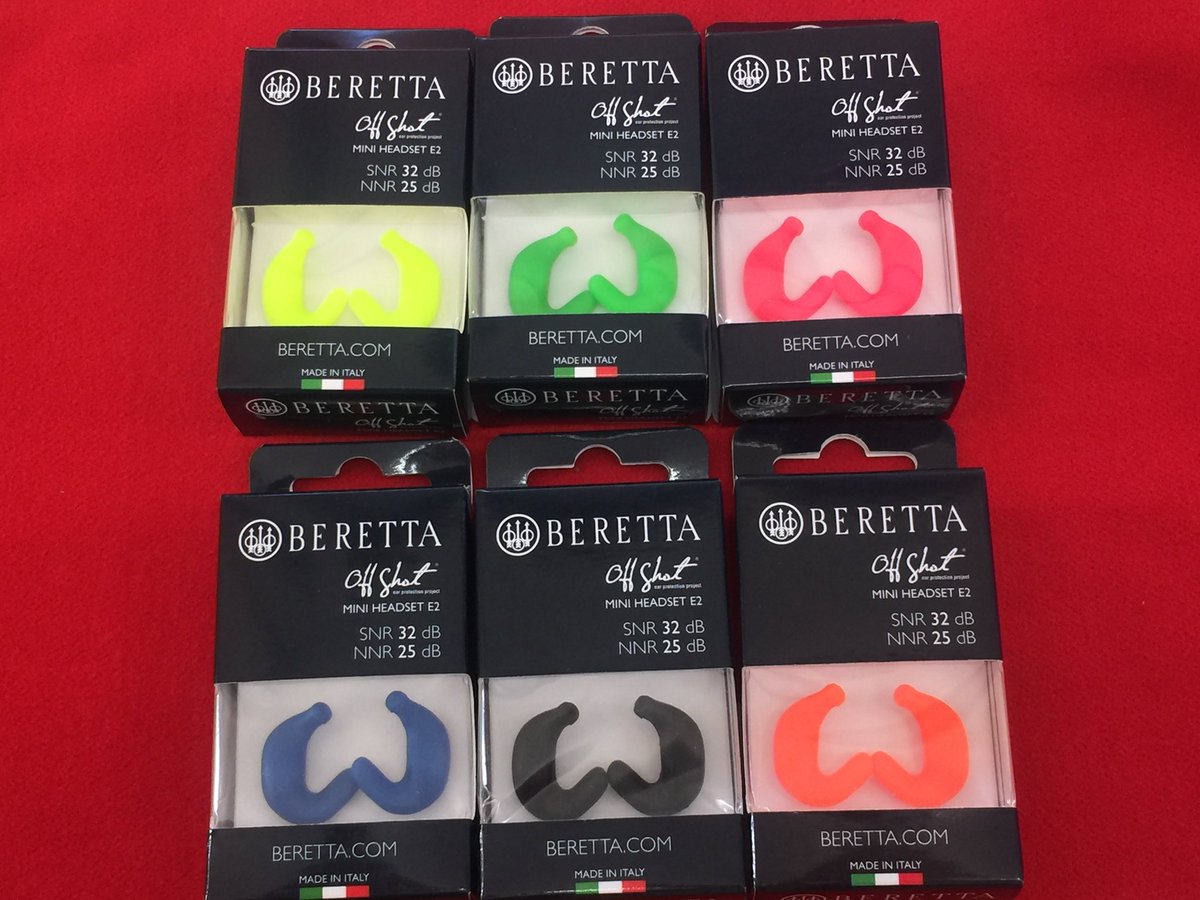 BERETTA
Off Shot
ear protection project
MINI HEADSET E2
SNR 32 dB
NNR 25 dB
BERETTA.COM
MADE IN ITALY
BERETTA
Off Shot
BERETTA
Off Shot
ear protection project
MINI HEADSET E2
SNR 32 dB
NNR 25 dB
BERETTA.COM
MADE IN ITALY
BERETTA
Off Shot
BERETTA
Off Shot
ear protection project
MINI HEADSET E2
SNR 32 dB
NNR 25 dB
BERETTA.COM
MADE IN ITALY
BERETTA
Off Shot
BERETTA
Off Shot
ear protection project
MINI HEADSET E2
SNR 32 dB
NNR 25 dB
BERETTA.COM
MADE IN ITALY
BERETTA
Off Shot
ear protection project
MINI HEADSET E2
SNR 32 dB
NNR 25 dB
BERETTA.COM
MADE IN ITALY
BERETTA
Off Shot
ear protection project
MINI HEADSET E2
SNR 32 dB
NNR 25 dB
BERETTA.COM
MADE IN ITALY